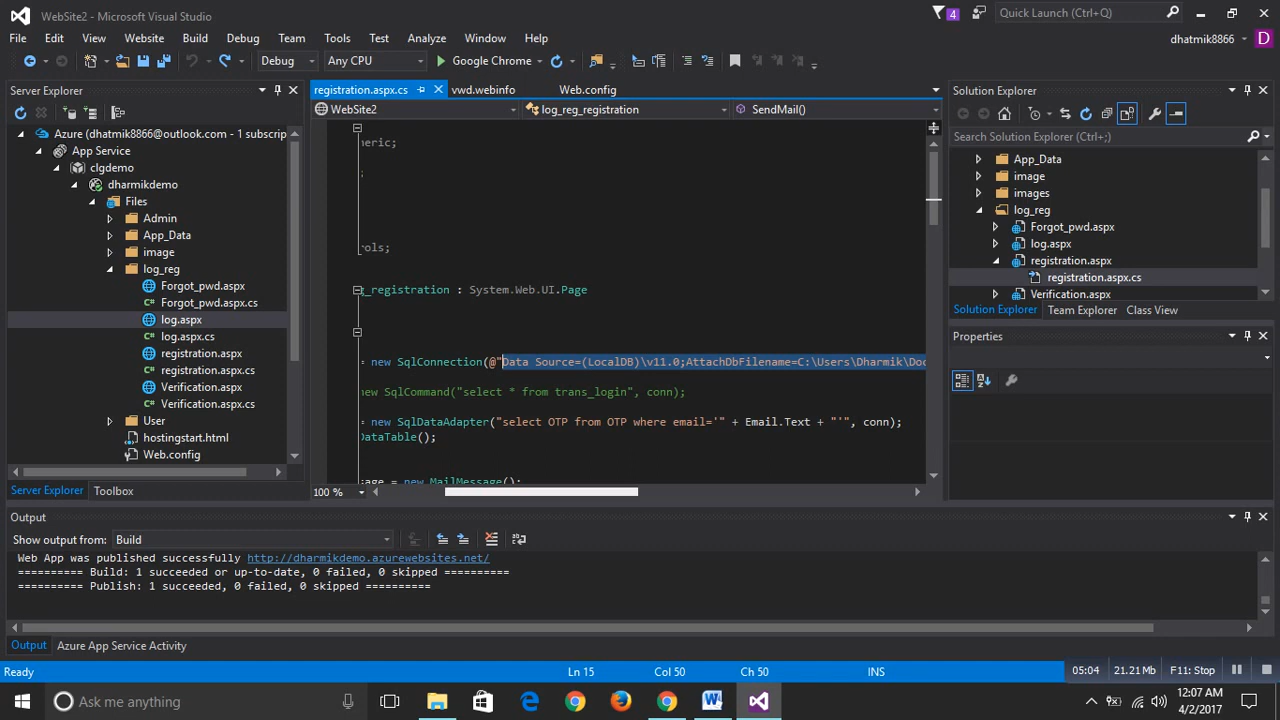 WebSite2 - Microsoft Visual Studio
4
Quick Launch (Ctrl+Q)
File Edit View Website Build Debug Team Tools Test Analyze Window Help
dhatmik8866 D
Debug Any CPU Google Chrome
Server Explorer
Azure (dhatmik8866@outlook.com - 1 subscrip
App Service
clgdemo
dharmikdemo
Files
Admin
App_Data
image
log_reg
Forgot_pwd.aspx
Forgot_pwd.aspx.cs
log.aspx
log.aspx.cs
registration.aspx
registration.aspx.cs
Verification.aspx
Verification.aspx.cs
User
hostingstart.html
Web.config
Server Explorer Toolbox
registration.aspx.cs vwd.webinfo Web.config
WebSite2 log_reg_registration SendMail()
neric;
;
rols;
g_registration : System.Web.UI.Page
= new SqlConnection(@"Data Source=(LocalDB)\v11.0;AttachDbFilename=C:\Users\Dharmik\Doc
new SqlCommand("select * from trans_login", conn);
= new SqlDataAdapter("select OTP from OTP where email='" + Email.Text + "'", conn);
DataTable();
sage = new MailMessage();
100 %
Solution Explorer
Search Solution Explorer (Ctrl+;)
App_Data
image
images
log_reg
Forgot_pwd.aspx
log.aspx
registration.aspx
registration.aspx.cs
Verification.aspx
Solution Explorer Team Explorer Class View
Properties
Output
Show output from: Build
Web App was published successfully http://dharmikdemo.azurewebsites.net/
========== Build: 1 succeeded or up-to-date, 0 failed, 0 skipped ==========
========== Publish: 1 succeeded, 0 failed, 0 skipped ==========
Output Azure App Service Activity
Ready Ln 15 Col 50 Ch 50 INS
05:04 21.21 Mb F11: Stop
Ask me anything
12:07 AM
4/2/2017